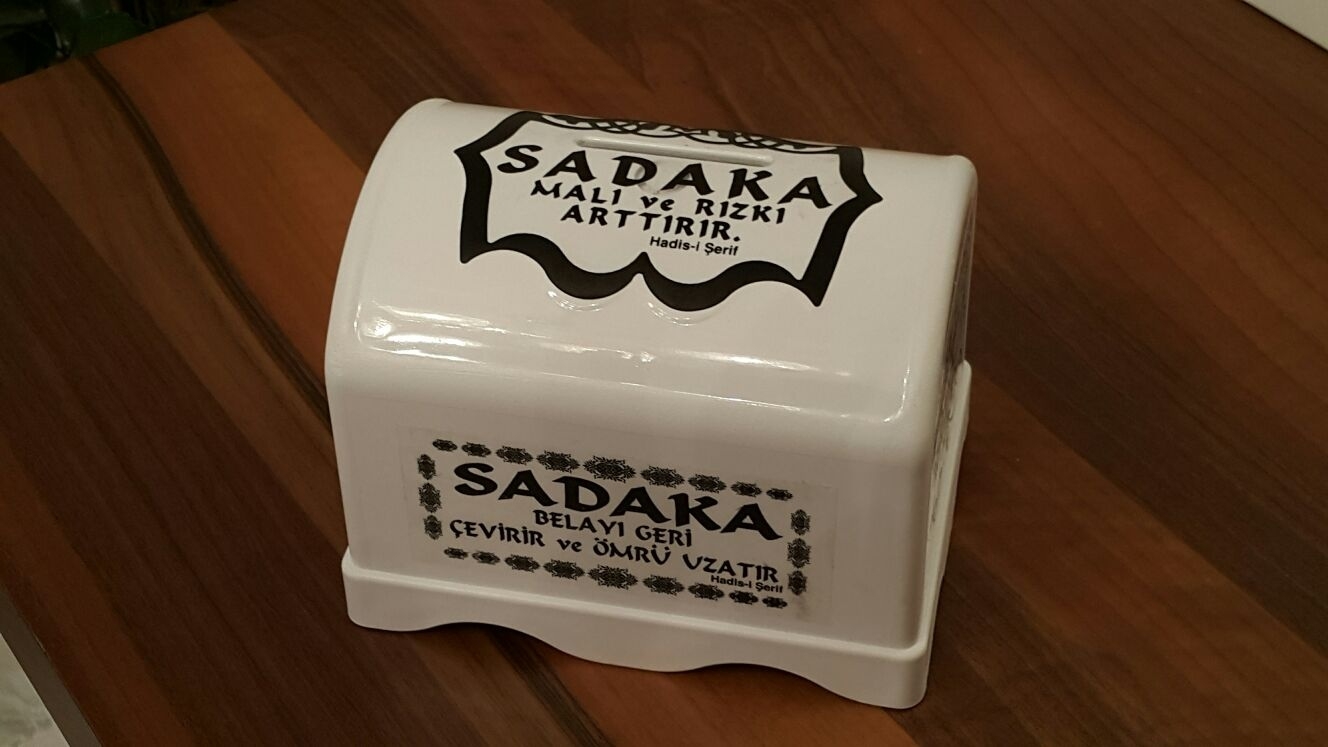 SADAKA
MALI ve RIZKI
ARTTIRIR.
Hadis-i Şerif
SADAKA
BELAYI GERİ
ÇEVİRİR ve ÖMRÜ UZATIR
Hadis-i Şerif